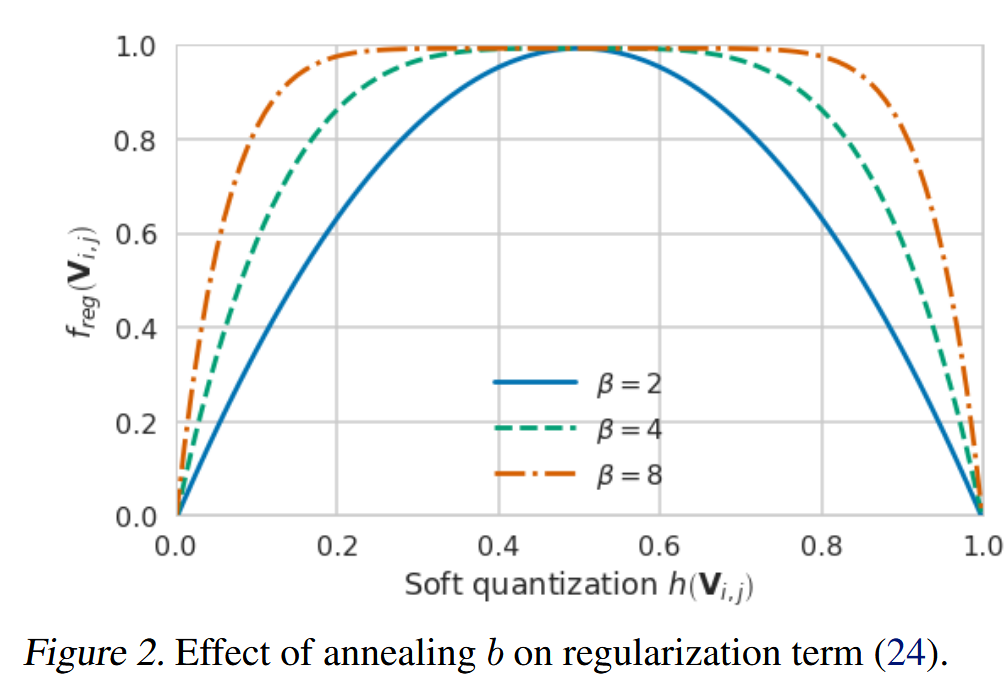 1.0
0.8
0.6
0.4
0.2
0.0
f_reg(V_i,j)
β = 2
β = 4
β = 8
0.0 0.2 0.4 0.6 0.8 1.0
Soft quantization h(V_i,j)
Figure 2. Effect of annealing b on regularization term (24).